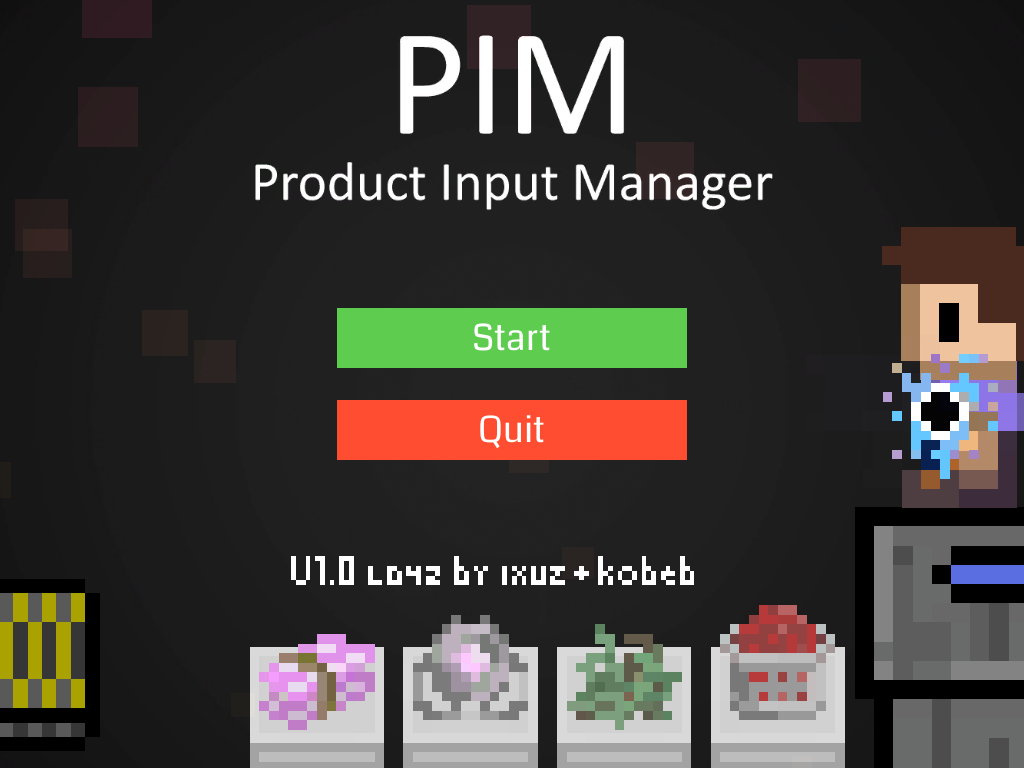 PIM
Product Input Manager
Start
Quit
V1.0 LD42 by ixuz + kobeb